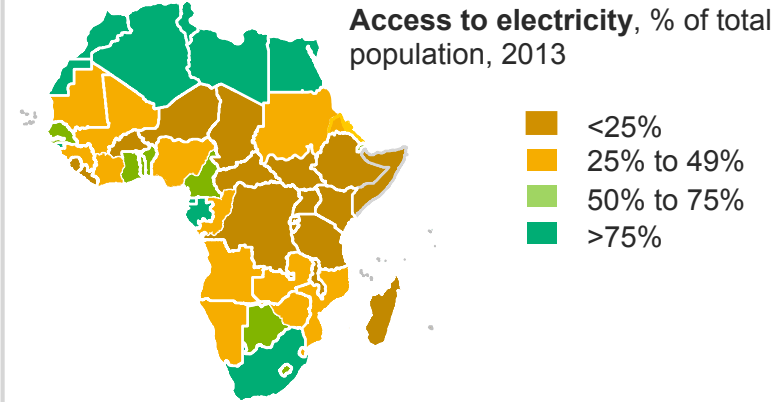 Access to electricity, % of total
population, 2013
<25%
25% to 49%
50% to 75%
>75%